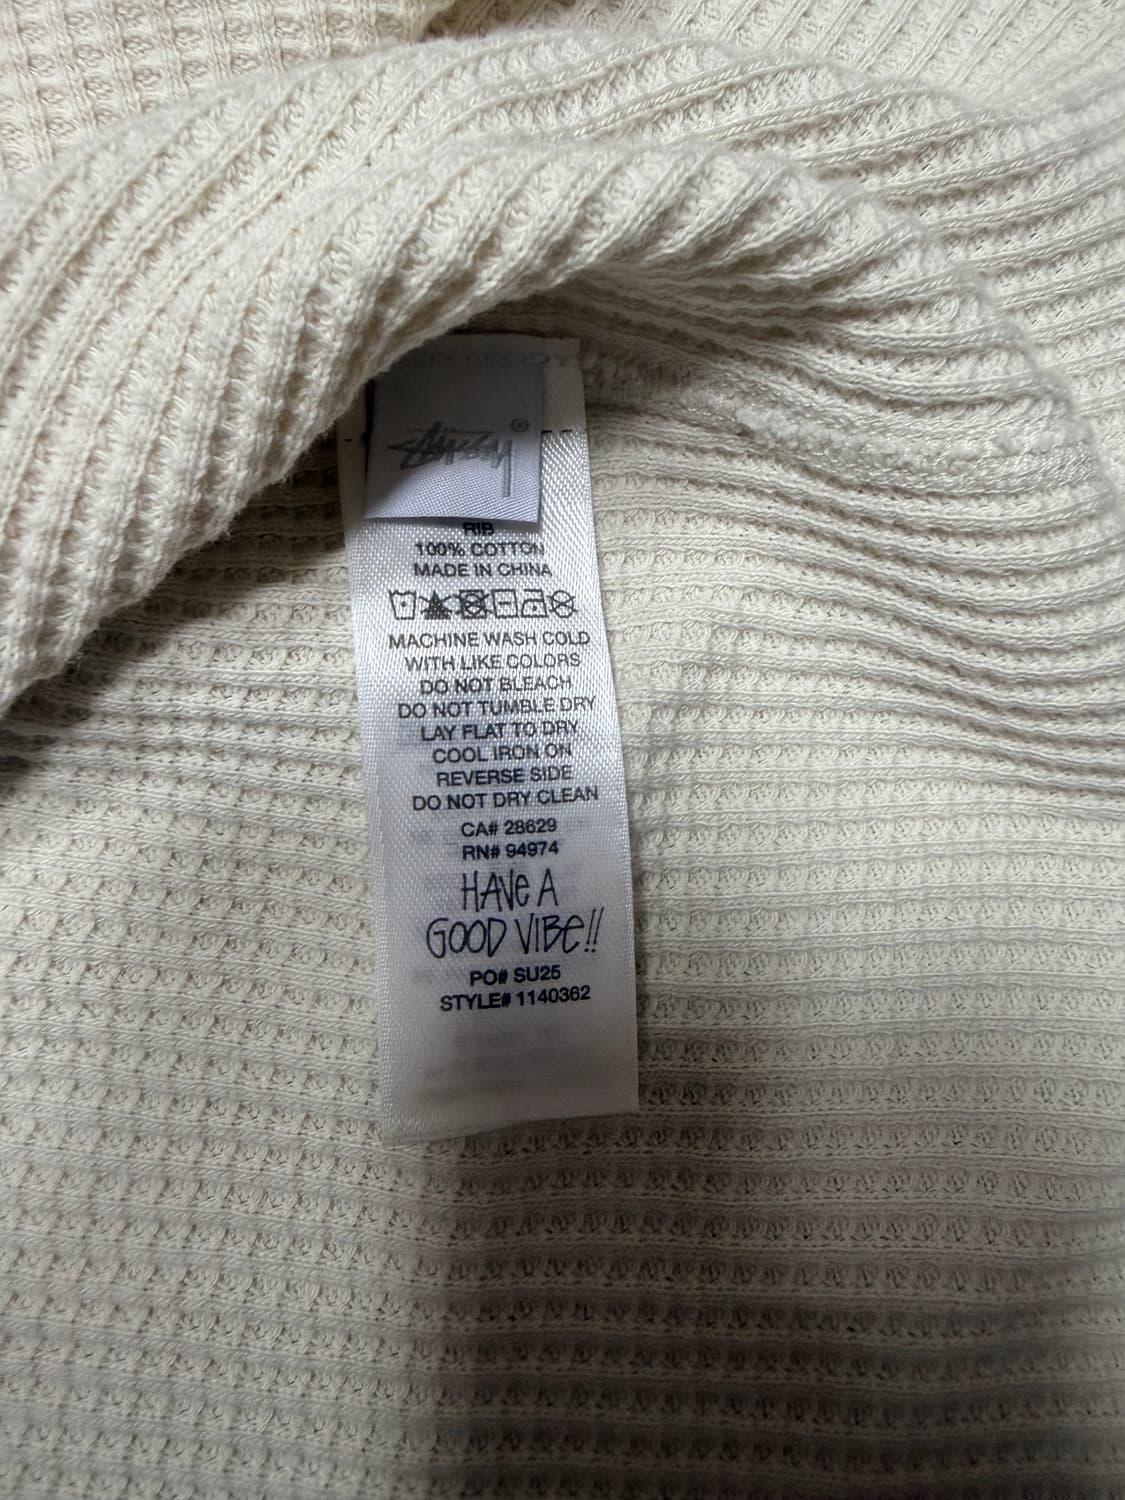 STÜSSY®
RIB
100% COTTON
MADE IN CHINA
MACHINE WASH COLD
WITH LIKE COLORS
DO NOT BLEACH
DO NOT TUMBLE DRY
LAY FLAT TO DRY
COOL IRON ON
REVERSE SIDE
DO NOT DRY CLEAN
CA# 28629
RN# 94974
HAVE A
GOOD VIBE!!
PO# SU25
STYLE# 1140362